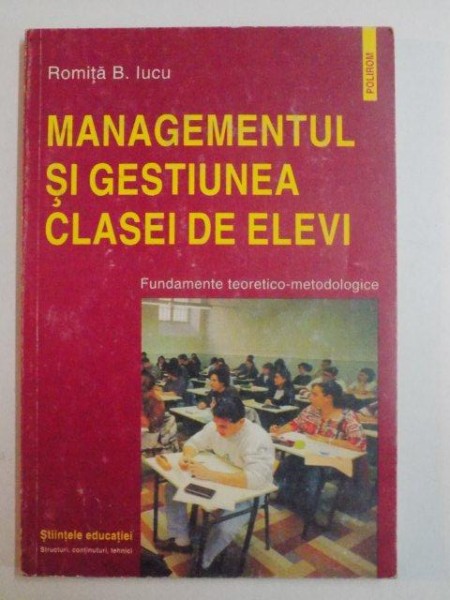 POLIROM
Romiță B. Iucu
MANAGEMENTUL
ȘI GESTIUNEA
CLASEI DE ELEVI
Fundamente teoretico-metodologice
Științele educației
Structuri, conținuturi, tehnici